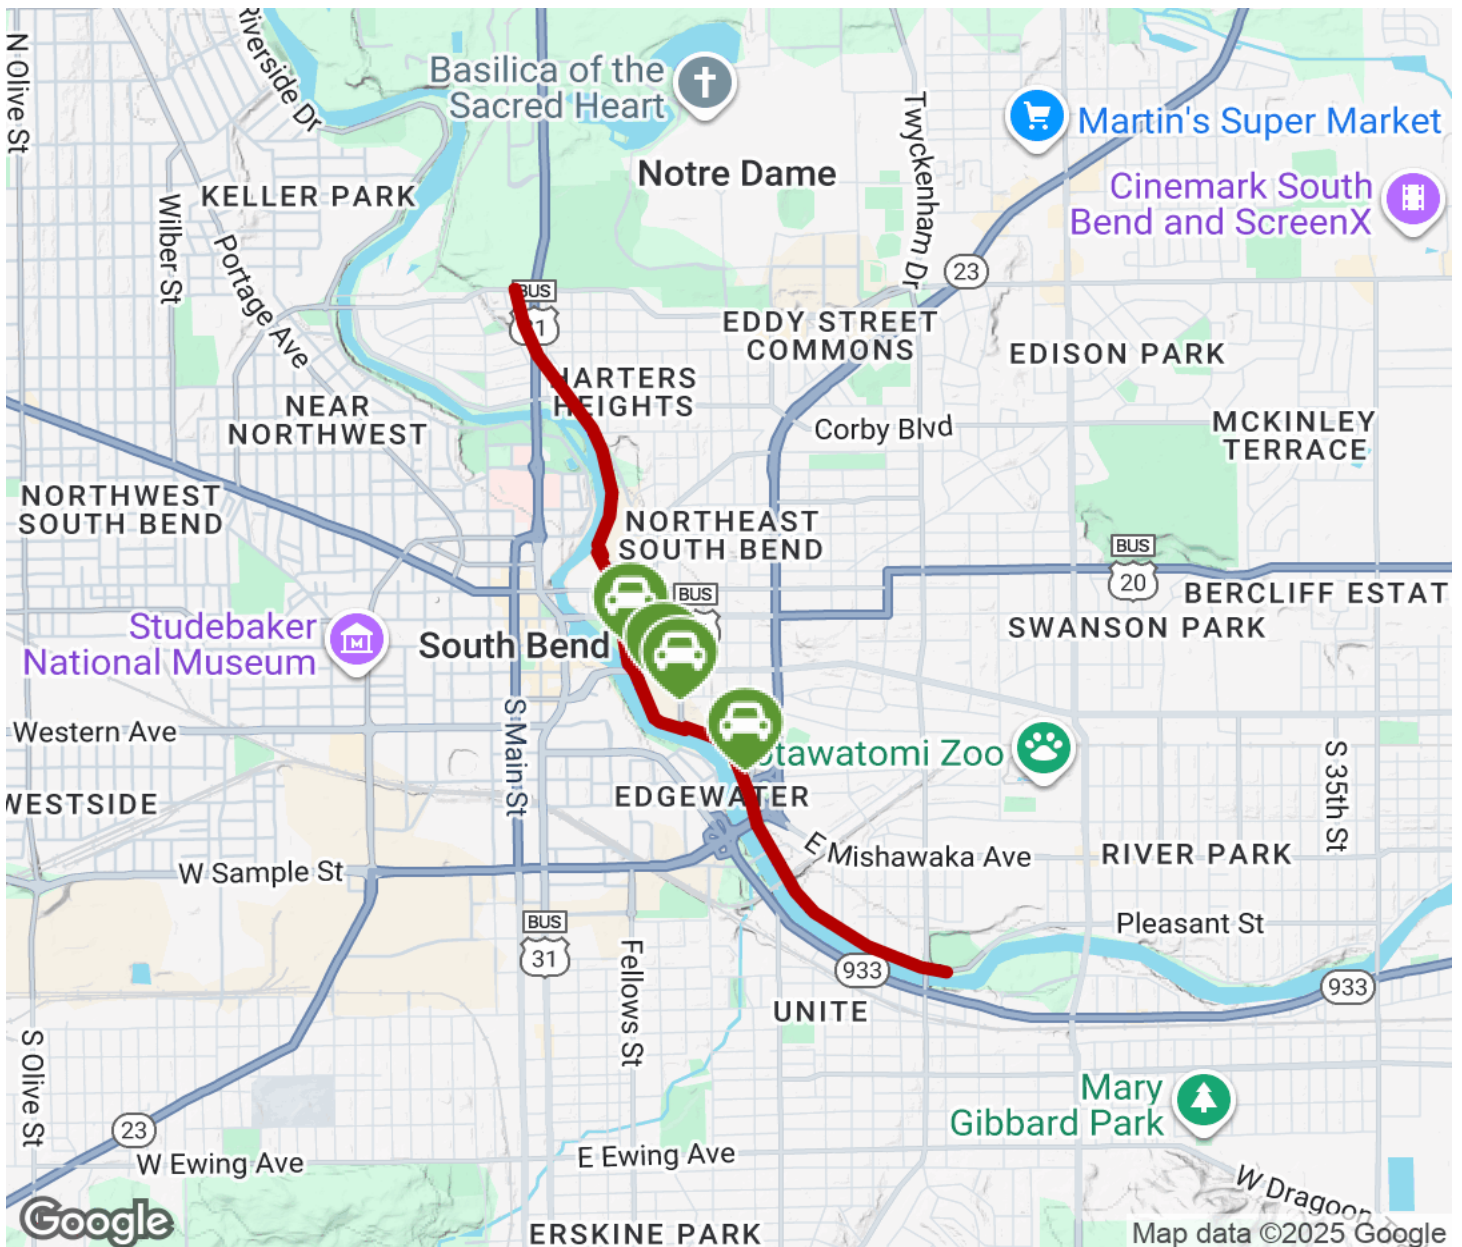 N Olive St
Riverside Dr
Basilica of the
Sacred Heart
Notre Dame
Twyckenham Dr
Martin's Super Market
Cinemark South
Bend and ScreenX
KELLER PARK
Wilber St
Portage Ave
23
BUS
31
EDDY STREET
COMMONS
EDISON PARK
HARTERS
HEIGHTS
NEAR
NORTHWEST
Corby Blvd
MCKINLEY
TERRACE
NORTHWEST
SOUTH BEND
NORTHEAST
SOUTH BEND
BUS
20
BUS
BERCLIFF ESTAT
SWANSON PARK
Studebaker
National Museum
M
South Bend
S Main St
Western Ave
otawatomi Zoo
S 35th St
WESTSIDE
EDGEWATER
E Mishawaka Ave
RIVER PARK
W Sample St
BUS
31
Fellows St
Pleasant St
933
933
UNITE
S Olive St
Mary
Gibbard Park
23
W Ewing Ave
E Ewing Ave
W Dragoon
Google
ERSKINE PARK
Map data ©2025 Google